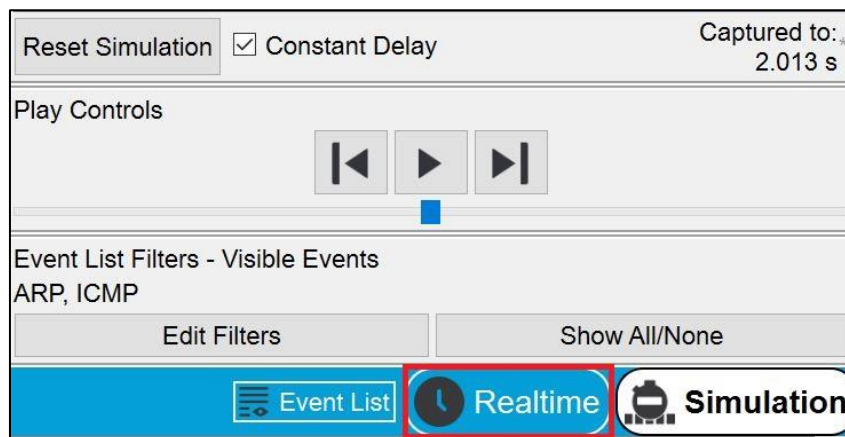 Reset Simulation
Constant Delay
Captured to:*
2.013 s
Play Controls
Event List Filters - Visible Events
ARP, ICMP
Edit Filters
Show All/None
Event List
Realtime
Simulation